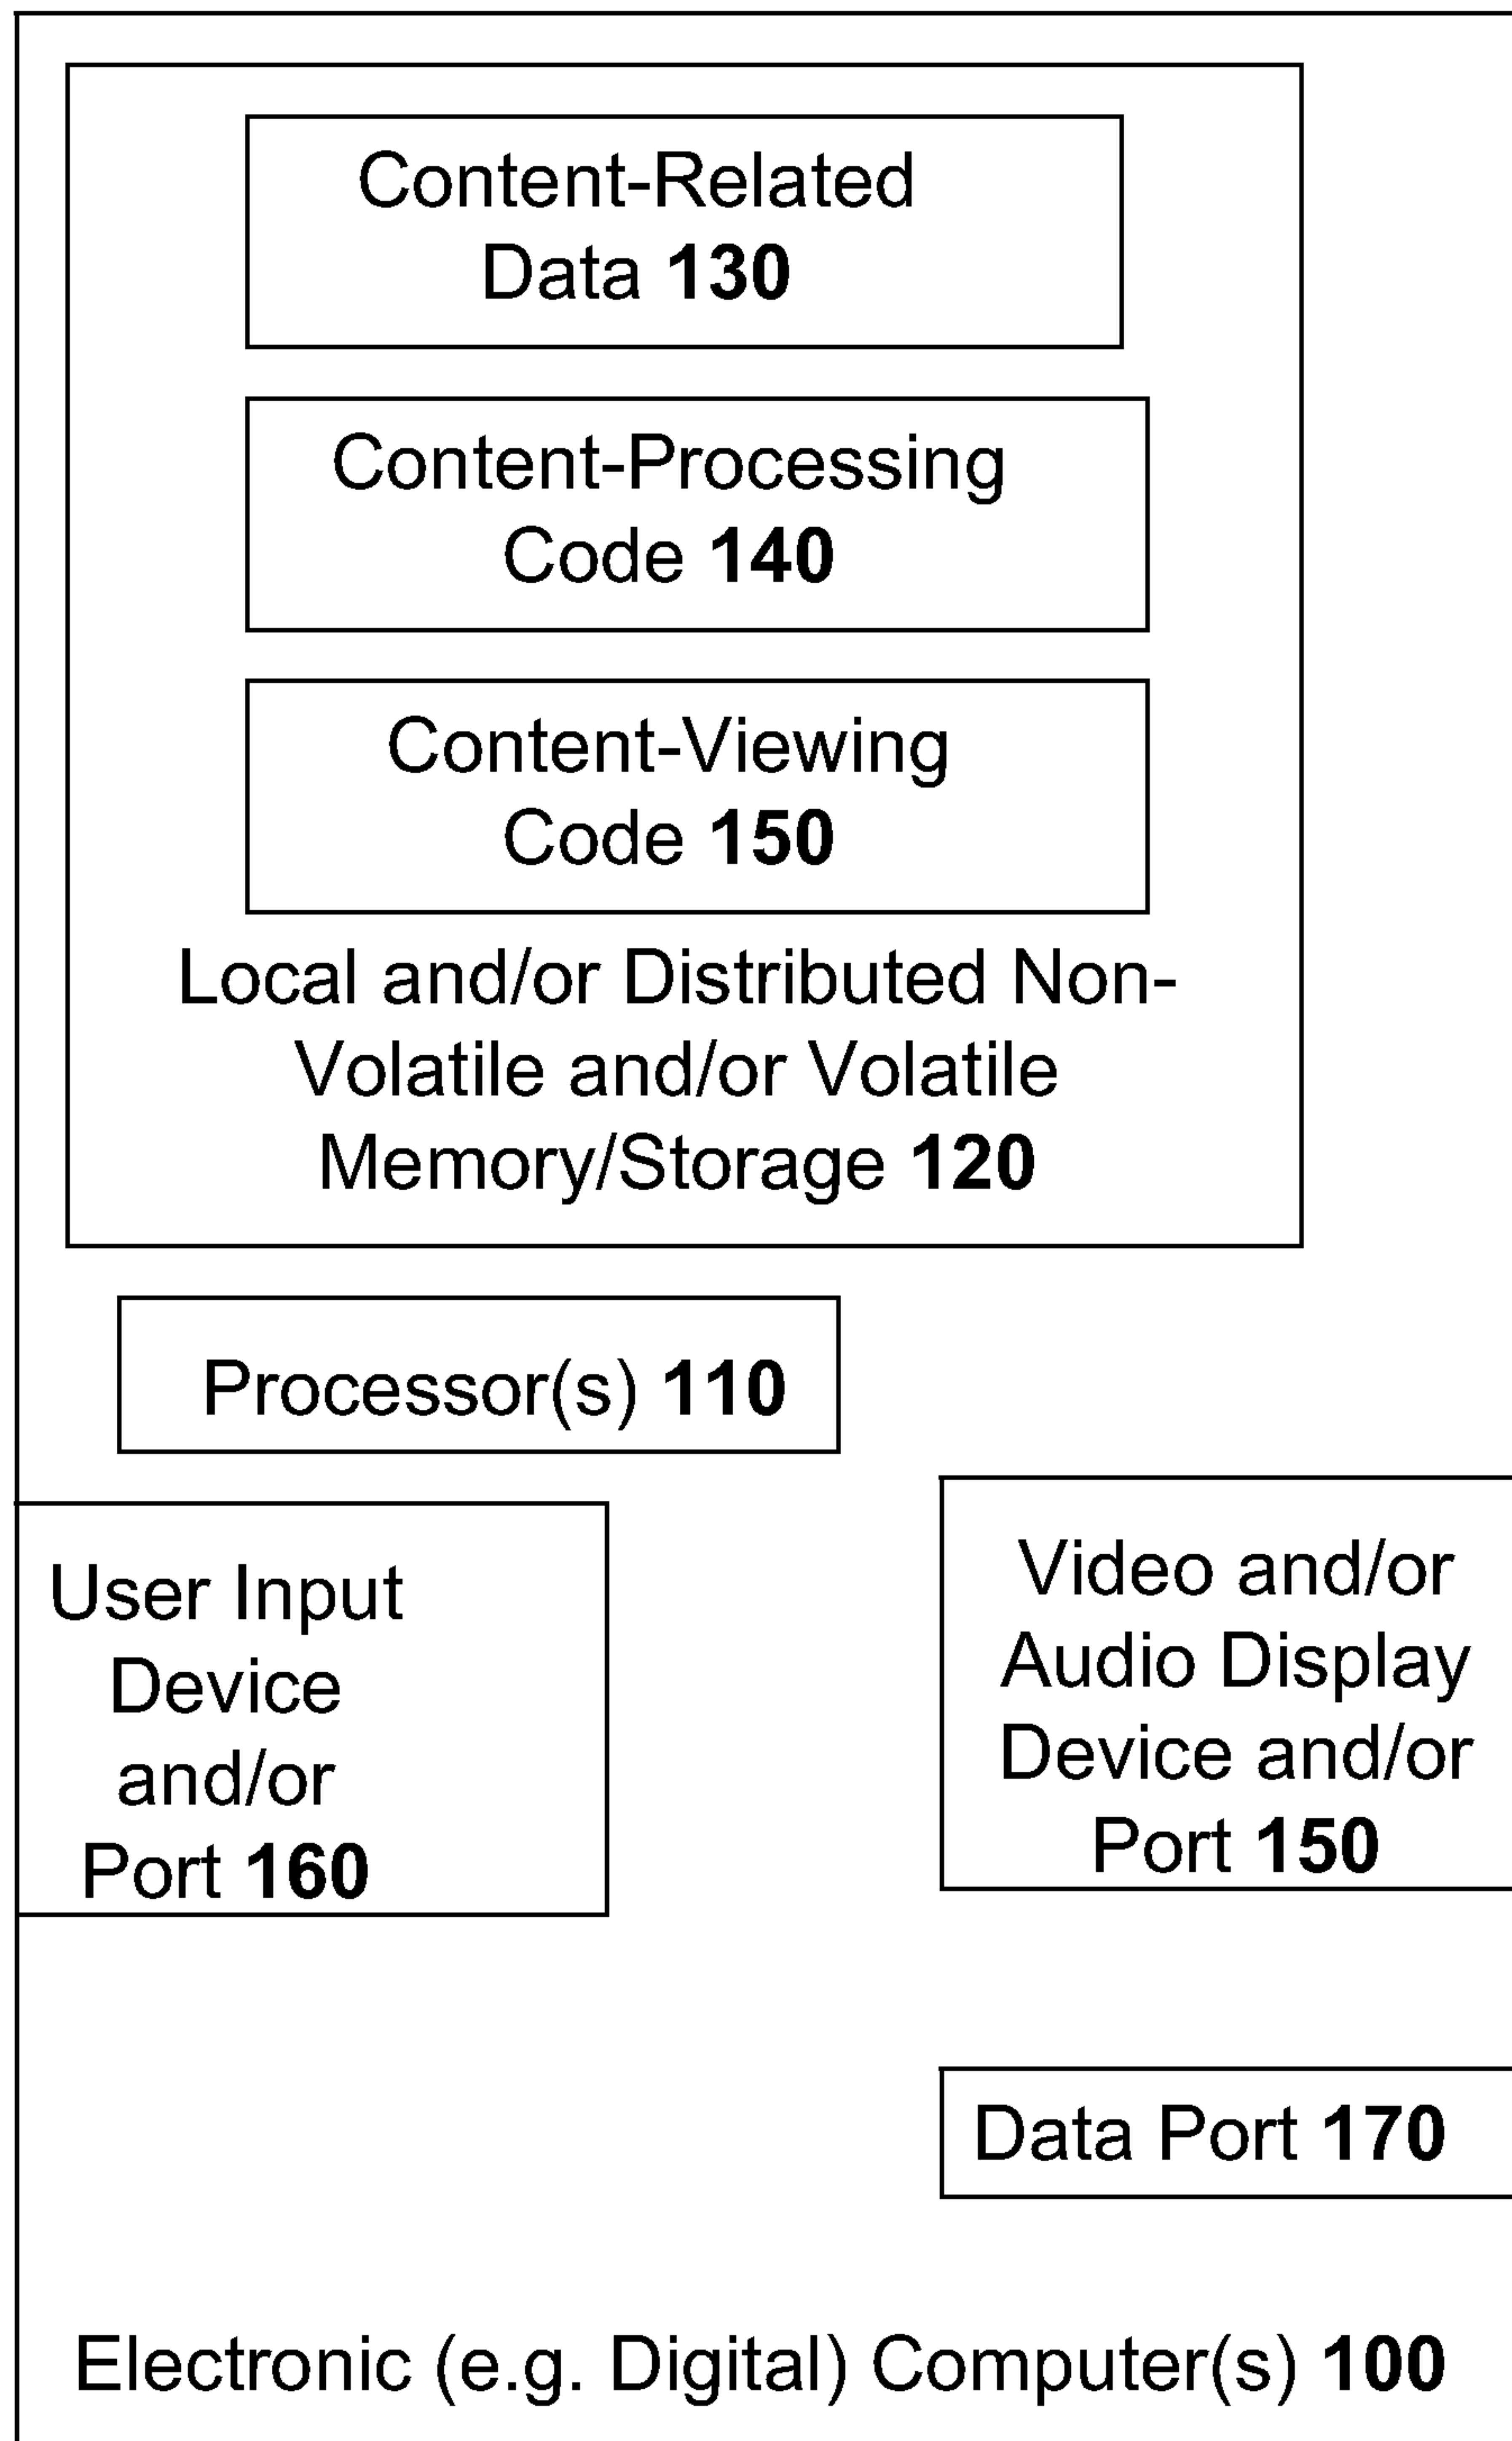 Content-Related
Data 130
Content-Processing
Code 140
Content-Viewing
Code 150
Local and/or Distributed Non-
Volatile and/or Volatile
Memory/Storage 120
Processor(s) 110
User Input
Device
and/or
Port 160
Video and/or
Audio Display
Device and/or
Port 150
Data Port 170
Electronic (e.g. Digital) Computer(s) 100